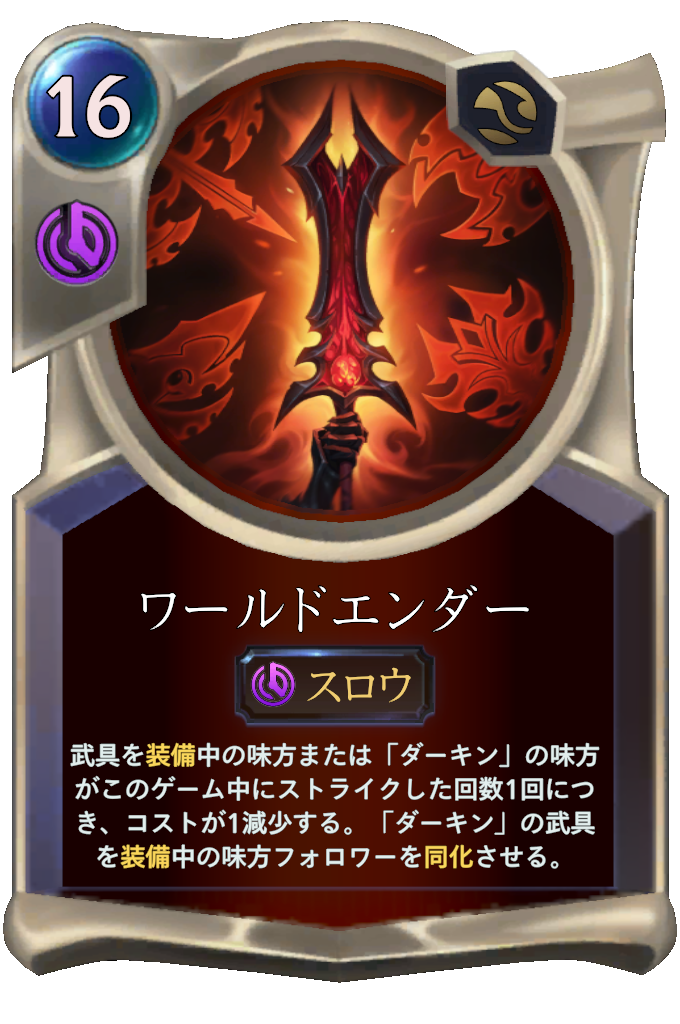 16
ワールドエンダー
スロウ
武具を装備中の味方または「ダーキン」の味方
がこのゲーム中にストライクした回数1回につ
き、コストが1減少する。「ダーキン」の武具
を装備中の味方フォロワーを同化させる。